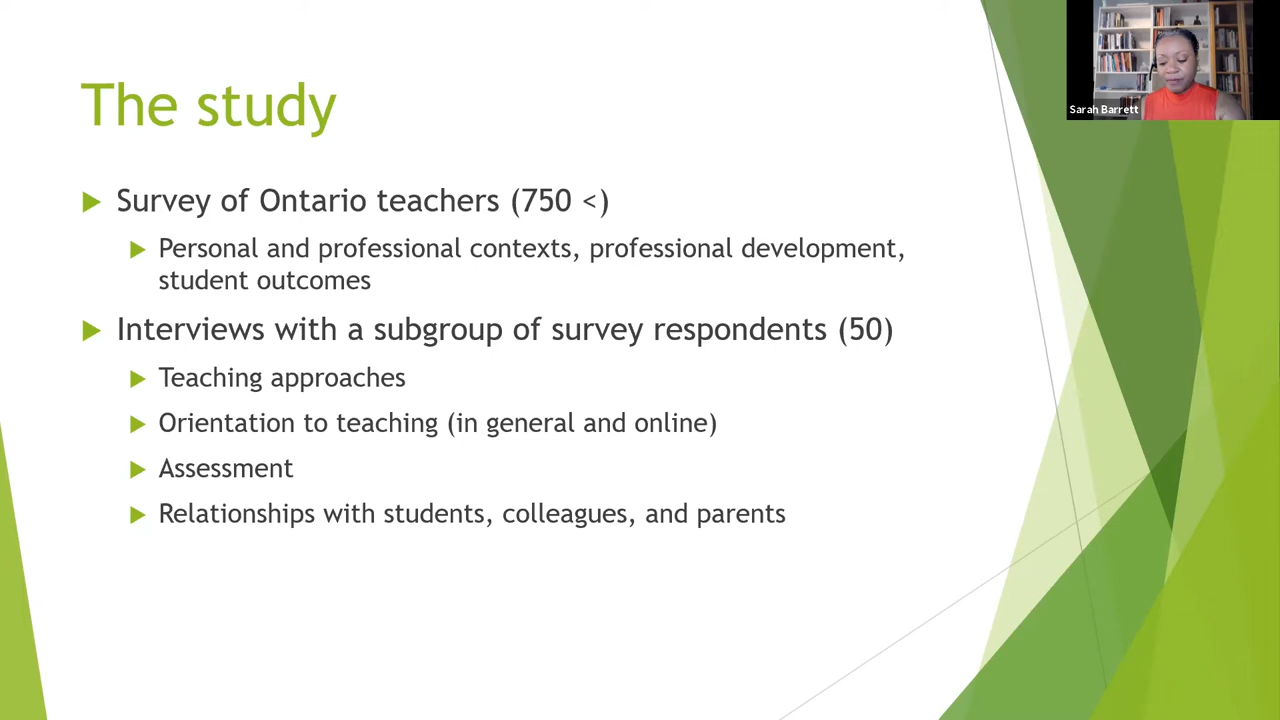 The study
Sarah Barrett
Survey of Ontario teachers (750 <)
Personal and professional contexts, professional development,
student outcomes
Interviews with a subgroup of survey respondents (50)
Teaching approaches
Orientation to teaching (in general and online)
Assessment
Relationships with students, colleagues, and parents